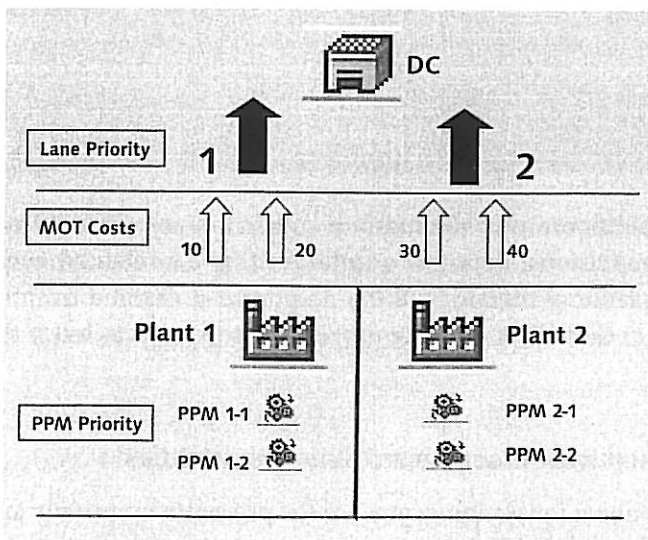 DC
Lane Priority
1
2
MOT Costs
10
20
30
40
Plant 1
Plant 2
PPM Priority
PPM 1-1
PPM 2-1
PPM 1-2
PPM 2-2